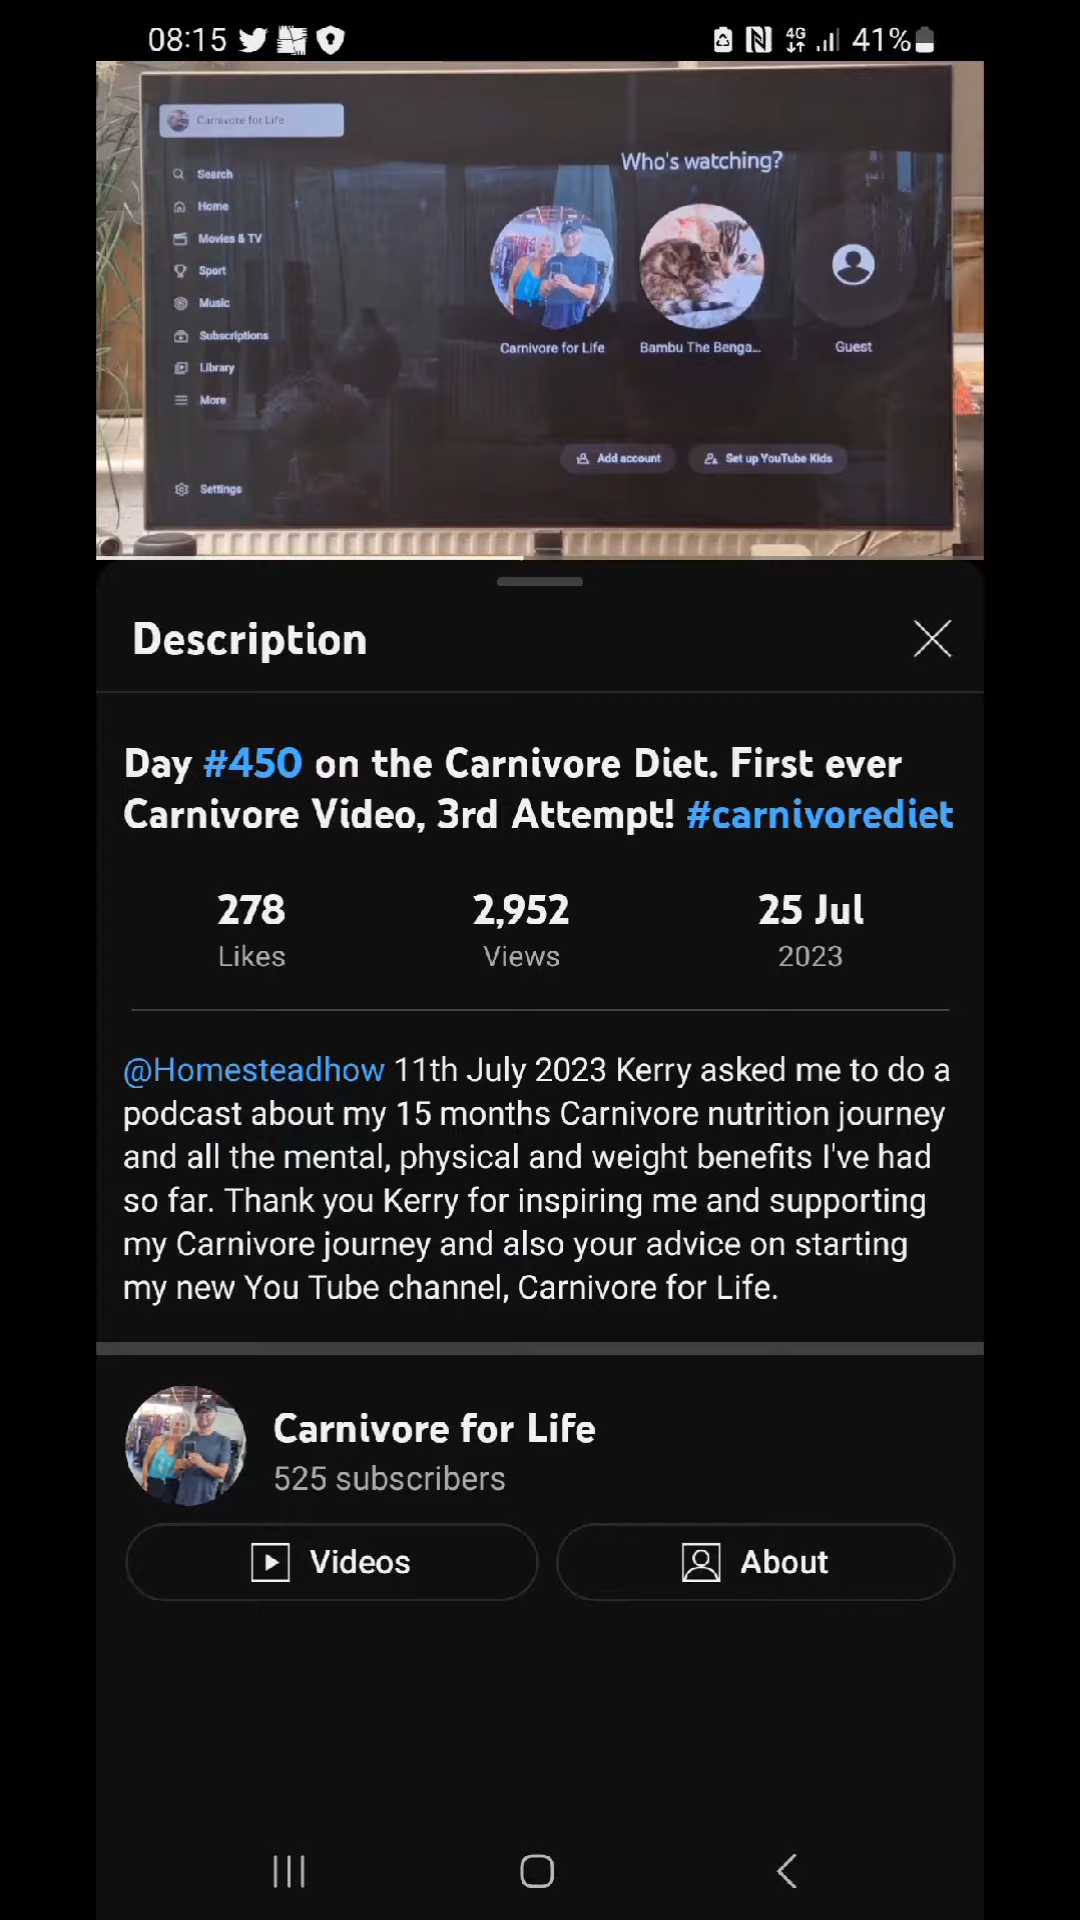 08:15
4G
41%
Carnivore for Life
Who's watching?
Search
Home
Movies & TV
Sport
Music
Subscriptions
Library
More
Settings
Carnivore for Life
Bambu The Benga...
Guest
Add account
Set up YouTube Kids
Description
Day #450 on the Carnivore Diet. First ever
Carnivore Video, 3rd Attempt! #carnivorediet
278
Likes
2,952
Views
25 Jul
2023
@Homesteadhow 11th July 2023 Kerry asked me to do a
podcast about my 15 months Carnivore nutrition journey
and all the mental, physical and weight benefits I've had
so far. Thank you Kerry for inspiring me and supporting
my Carnivore journey and also your advice on starting
my new You Tube channel, Carnivore for Life.
Carnivore for Life
525 subscribers
Videos
About